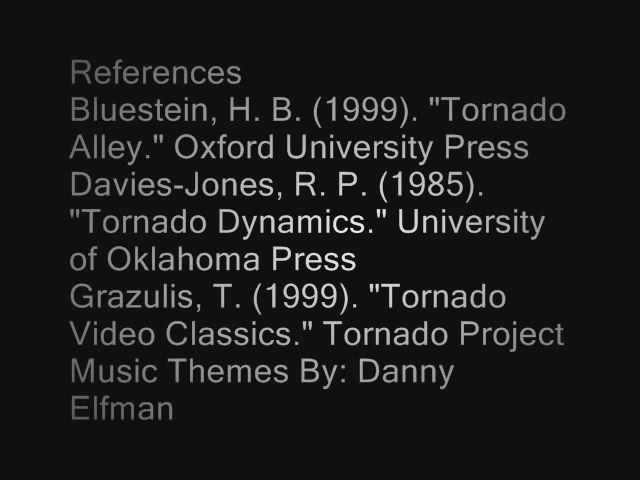 References
Bluestein, H. B. (1999). "Tornado
Alley." Oxford University Press
Davies-Jones, R. P. (1985).
"Tornado Dynamics." University
of Oklahoma Press
Grazulis, T. (1999). "Tornado
Video Classics." Tornado Project
Music Themes By: Danny
Elfman